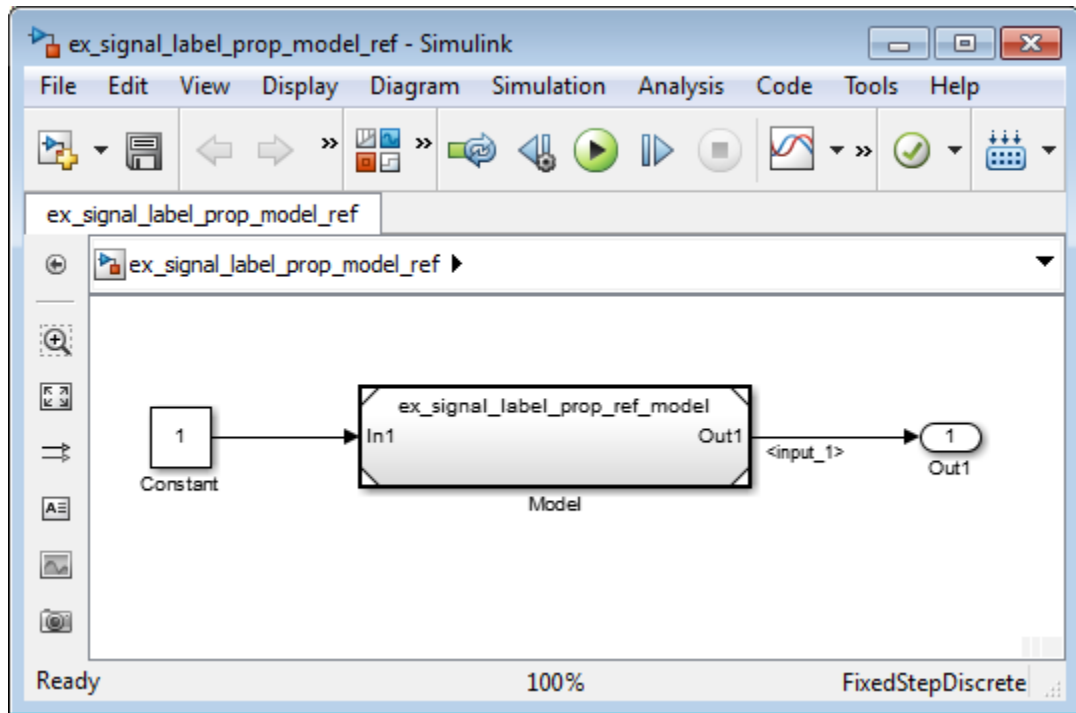 ex_signal_label_prop_model_ref - Simulink
File Edit View Display Diagram Simulation Analysis Code Tools Help
ex_signal_label_prop_model_ref
ex_signal_label_prop_model_ref
ex_signal_label_prop_ref_model
1 In1 Out1 <input_1> 1
Constant Out1
Model
Ready 100% FixedStepDiscrete